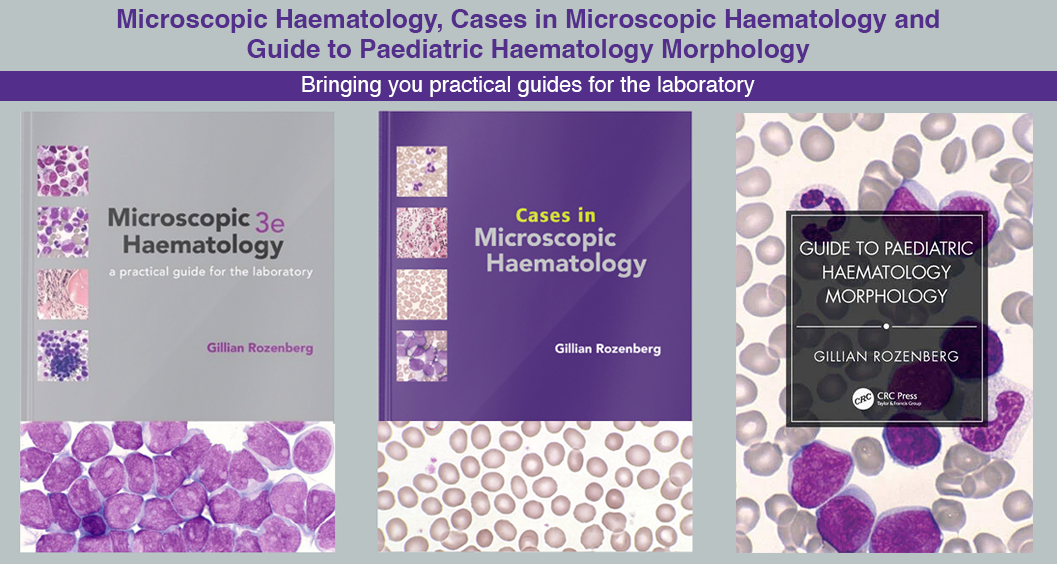 Microscopic Haematology, Cases in Microscopic Haematology and
Guide to Paediatric Haematology Morphology
Bringing you practical guides for the laboratory
Microscopic 3e
Haematology
a practical guide for the laboratory
Gillian Rozenberg
Cases in
Microscopic
Haematology
Gillian Rozenberg
GUIDE TO PAEDIATRIC
HAEMATOLOGY
MORPHOLOGY
GILLIAN ROZENBERG
CRC
CRC Press
Taylor & Francis Group